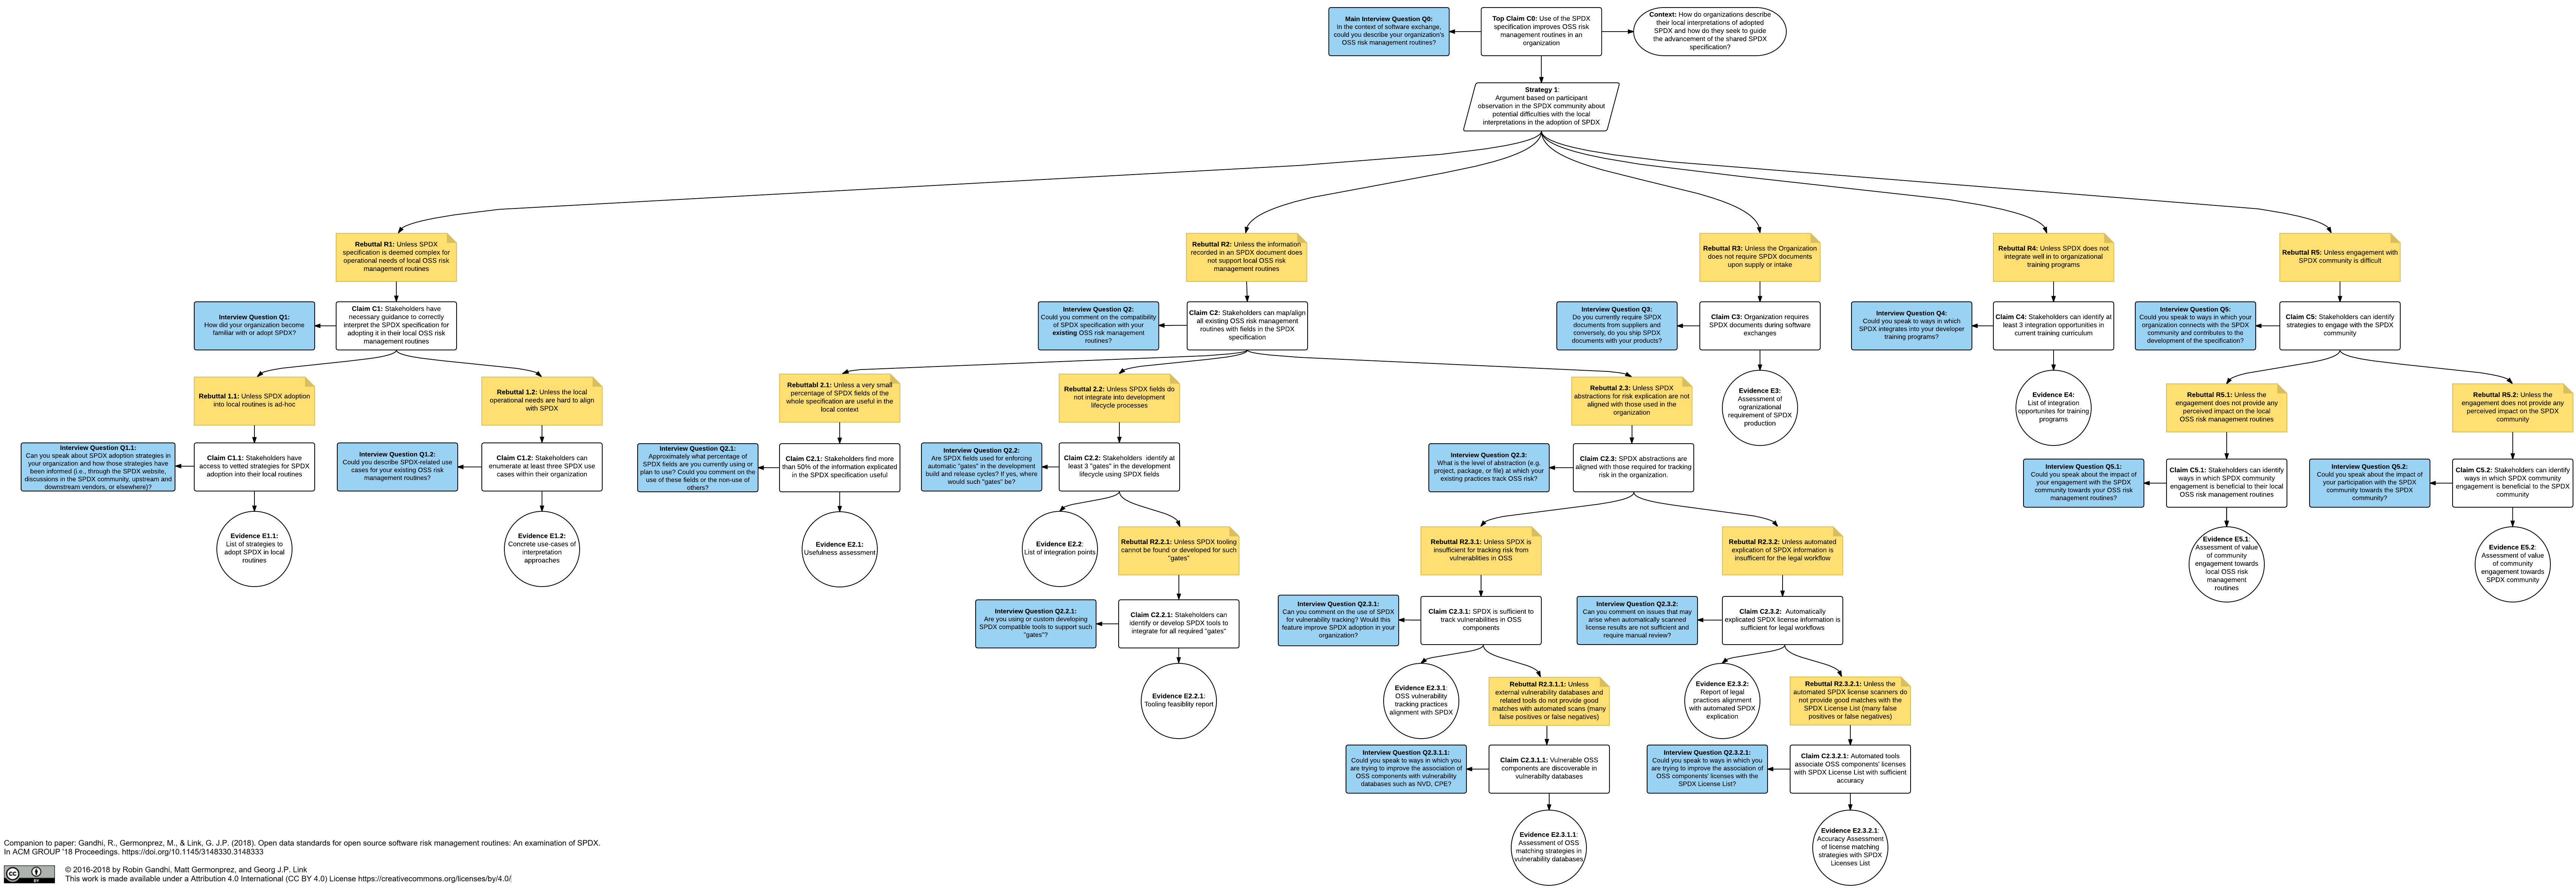 Main Interview Question Q0:
In the context of software exchange,
could you describe your organization's
OSS risk management routines?
Top Claim C0: Use of the SPDX
specification improves OSS risk
management routines in an
organization
Context: How do organizations describe
their local interpretations of adopted
SPDX and how do they seek to guide
the advancement of the shared SPDX
specification?
Strategy 1:
Argument based on participant
observation in the SPDX community about
potential difficulties with the local
interpretations in the adoption of SPDX
Rebuttal R1: Unless SPDX
specification is deemed complex for
operational needs of local OSS risk
management routines
Rebuttal R2: Unless the information
recorded in an SPDX document does
not support local OSS risk
management routines
Rebuttal R3: Unless the Organization
does not require SPDX documents
upon supply or intake
Rebuttal R4: Unless SPDX does not
integrate well in to organizational
training programs
Rebuttal R5: Unless engagement with
SPDX community is difficult
Interview Question Q1:
How did your organization become
familiar with or adopt SPDX?
Claim C1: Stakeholders have
necessary guidance to correctly
interpret the SPDX specification for
adopting it in their local OSS risk
management routines
Interview Question Q2:
Could you comment on the compatibility
of SPDX specification with your
existing OSS risk management
routines?
Claim C2: Stakeholders can map/align
all existing OSS risk management
routines with fields in the SPDX
specification
Interview Question Q3:
Do you currently require SPDX
documents from suppliers and
conversely, do you ship SPDX
documents with your products?
Claim C3: Organization requires
SPDX documents during software
exchanges
Interview Question Q4:
Could you speak to ways in which
SPDX integrates into your developer
training programs?
Claim C4: Stakeholders can identify at
least 3 integration opportunities in
current training curriculum
Interview Question Q5:
Could you speak to ways in which your
organization connects with the SPDX
community and contributes to the
development of the specification?
Claim C5: Stakeholders can identify
strategies to engage with the SPDX
community
Rebuttal 1.1: Unless SPDX adoption
into local routines is ad-hoc
Rebuttal 1.2: Unless the local
operational needs are hard to align
with SPDX
Rebuttabl 2.1: Unless a very small
percentage of SPDX fields of the
whole specification are useful in the
local context
Rebuttal 2.2: Unless SPDX fields do
not integrate into development
lifecycle processes
Rebuttal 2.3: Unless SPDX
abstractions for risk explication are not
aligned with those used in the
organization
Evidence E3:
Assessment of
ogranizational
requirement of SPDX
production
Evidence E4:
List of integration
opportunites for training
programs
Rebuttal R5.1: Unless the
engagement does not provide any
perceived impact on the local
OSS risk management routines
Rebuttal R5.2: Unless the
engagement does not provide any
perceived impact on the SPDX
community
Interview Question Q1.1:
Can you speak about SPDX adoption strategies in
your organization and how those strategies have
been informed (i.e., through the SPDX website,
discussions in the SPDX community, upstream and
downstream vendors, or elsewhere)?
Claim C1.1: Stakeholders have
access to vetted strategies for SPDX
adoption into their local routines
Interview Question Q1.2:
Could you describe SPDX-related use
cases for your existing OSS risk
management routines?
Claim C1.2: Stakeholders can
enumerate at least three SPDX use
cases within their organization
Interview Question Q2.1:
Approximately what percentage of
SPDX fields are you currently using or
plan to use? Could you comment on the
use of these fields or the non-use of
others?
Claim C2.1: Stakeholders find more
than 50% of the information explicated
in the SPDX specification useful
Interview Question Q2.2:
Are SPDX fields used for enforcing
automatic "gates" in the development
build and release cycles? If yes, where
would such "gates" be?
Claim C2.2: Stakeholders identify at
least 3 "gates" in the development
lifecycle using SPDX fields
Interview Question Q2.3:
What is the level of abstraction (e.g.
project, package, or file) at which your
existing practices track OSS risk?
Claim C2.3: SPDX abstractions are
aligned with those required for tracking
risk in the organization.
Interview Question Q5.1:
Could you speak about the impact of
your engagement with the SPDX
community towards your OSS risk
management routines?
Claim C5.1: Stakeholders can identify
ways in which SPDX community
engagement is beneficial to their local
OSS risk management routines
Interview Question Q5.2:
Could you speak about the impact of
your participation with the SPDX
community towards the SPDX
community?
Claim C5.2: Stakeholders can identify
ways in which SPDX community
engagement is beneficial to the SPDX
community
Evidence E1.1:
List of strategies to
adopt SPDX in local
routines
Evidence E1.2:
Concrete use-cases of
interpretation
approaches
Evidence E2.1:
Usefulness assessment
Evidence E2.2:
List of integration points
Rebuttal R2.2.1: Unless SPDX tooling
cannot be found or developed for such
"gates"
Rebuttal R2.3.1: Unless SPDX is
insufficient for tracking risk from
vulnerablities in OSS
Rebuttal R2.3.2: Unless automated
explication of SPDX information is
insufficient for the legal workflow
Evidence E5.1:
Assessment of value
of community
engagement towards
local OSS risk
management
routines
Evidence E5.2:
Assessment of value
of community
engagement towards
SPDX community
Interview Question Q2.2.1:
Are you using or custom developing
SPDX compatible tools to support such
"gates"?
Claim C2.2.1: Stakeholders can
identify or develop SPDX tools to
integrate for all required "gates"
Interview Question Q2.3.1:
Can you comment on the use of SPDX
for vulnerability tracking? Would this
feature improve SPDX adoption in your
organization?
Claim C2.3.1: SPDX is sufficient to
track vulnerabilities in OSS
components
Interview Question Q2.3.2:
Can you comment on issues that may
arise when automatically scanned
license results are not sufficient and
require manual review?
Claim C2.3.2: Automatically
explicated SPDX license information is
sufficient for legal workflows
Evidence E2.2.1:
Tooling feasiblity report
Evidence E2.3.1:
OSS vulnerability
tracking practices
alignment with SPDX
Rebuttal R2.3.1.1: Unless
external vulnerability databases and
related tools do not provide good
matches with automated scans (many
false positives or false negatives)
Evidence E2.3.2:
Report of legal
practices alignment
with automated SPDX
explication
Rebuttal R2.3.2.1: Unless the
automated SPDX license scanners do
not provide good matches with the
SPDX License List (many false
positives or false negatives)
Interview Question Q2.3.1.1:
Could you speak to ways in which you
are trying to improve the association of
OSS components with vulnerability
databases such as NVD, CPE?
Claim C2.3.1.1: Vulnerable OSS
components are discoverable in
vulnerabilty databases
Interview Question Q2.3.2.1:
Could you speak to ways in which you
are trying to improve the association of
OSS components' licenses with the
SPDX License List?
Claim C2.3.2.1: Automated tools
associate OSS components' licenses
with SPDX License List with sufficient
accuracy
Evidence E2.3.1.1:
Assessment of OSS
matching strategies in
vulnerability databases
Evidence E2.3.2.1:
Accuracy Assessment
of license matching
strategies with SPDX
Licenses List
Companion to paper: Gandhi, R., Germonprez, M., & Link, G. J.P. (2018). Open data standards for open source software risk management routines: An examination of SPDX.
In ACM GROUP '18 Proceedings. https://doi.org/10.1145/3148330.3148333
cc
BY
© 2016-2018 by Robin Gandhi, Matt Germonprez, and Georg J.P. Link
This work is made available under a Attribution 4.0 International (CC BY 4.0) License https://creativecommons.org/licenses/by/4.0/